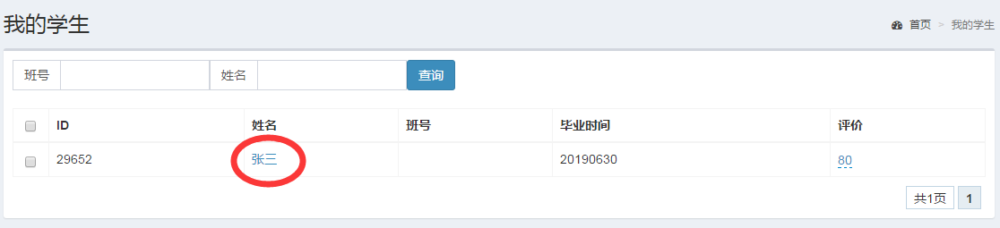 我的学生
首页 > 我的学生
班号 姓名 查询
ID 姓名 班号 毕业时间 评价
29652 张三 20190630 80
共1页 1